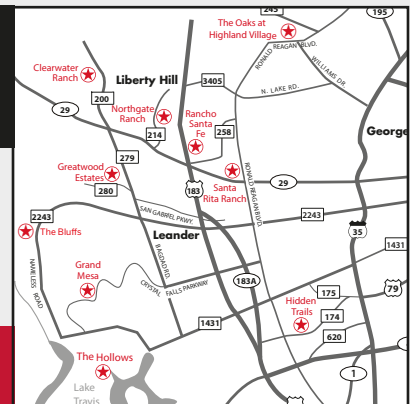 245
195
The Oaks at
Highland Village
RONALD
REAGAN BLVD.
WILLIAMS DR.
Clearwater
Ranch
Liberty Hill
3405
N. LAKE RD.
200
29
Northgate
Ranch
Rancho
Santa
Fe
214
258
George
279
Greatwood
Estates
280
183
Santa
Rita Ranch
RONALD REAGAN BLVD.
29
SAN GABREL PKWY.
2243
2243
The Bluffs
Leander
35
1431
NAMELESS
ROAD
BAGDAD RD.
Grand
Mesa
CRYSTAL
FALLS PARKWAY
183A
175
79
Hidden
Trails
174
1431
620
The Hollows
1
Lake
Travis